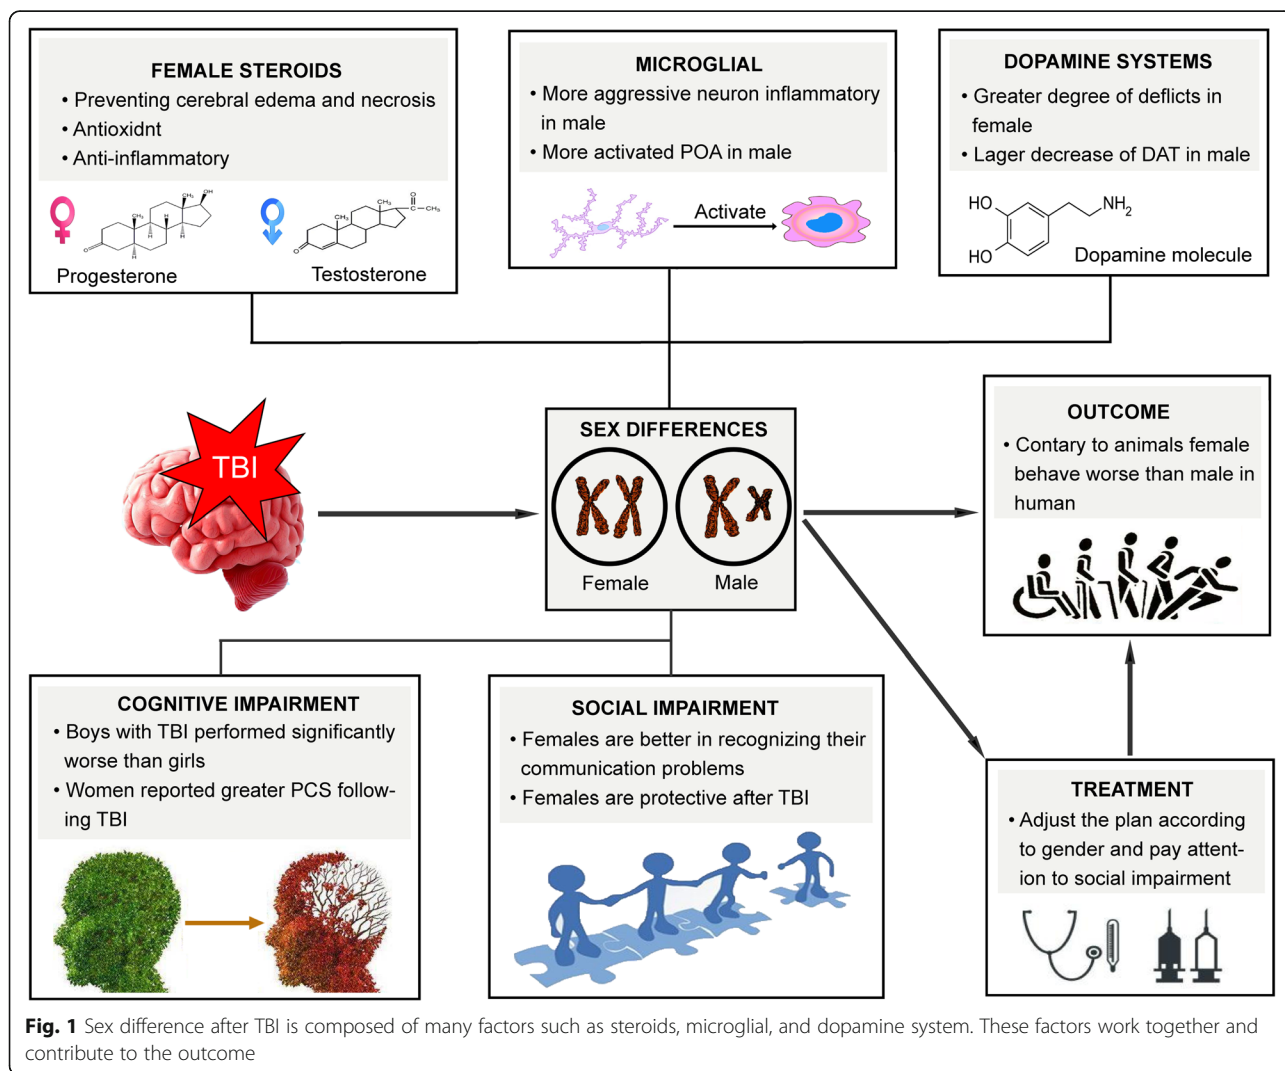 FEMALE STEROIDS
• Preventing cerebral edema and necrosis
• Antioxidnt
• Anti-inflammatory
CH₃
OH
H
H
H
H
O
Progesterone
CH₃
CH₃
O
CH₃
O
Testosterone
MICROGLIAL
• More aggressive neuron inflammatory
in male
• More activated POA in male
Activate
DOPAMINE SYSTEMS
• Greater degree of deflicts in
female
• Lager decrease of DAT in male
HO
HO
NH₂
Dopamine molecule
TBI
SEX DIFFERENCES
Female
Male
OUTCOME
• Contary to animals female
behave worse than male in
human
COGNITIVE IMPAIRMENT
• Boys with TBI performed significantly
worse than girls
• Women reported greater PCS follow-
ing TBI
SOCIAL IMPAIRMENT
• Females are better in recognizing their
communication problems
• Females are protective after TBI
TREATMENT
• Adjust the plan according
to gender and pay attent-
ion to social impairment
Fig. 1 Sex difference after TBI is composed of many factors such as steroids, microglial, and dopamine system. These factors work together and
contribute to the outcome